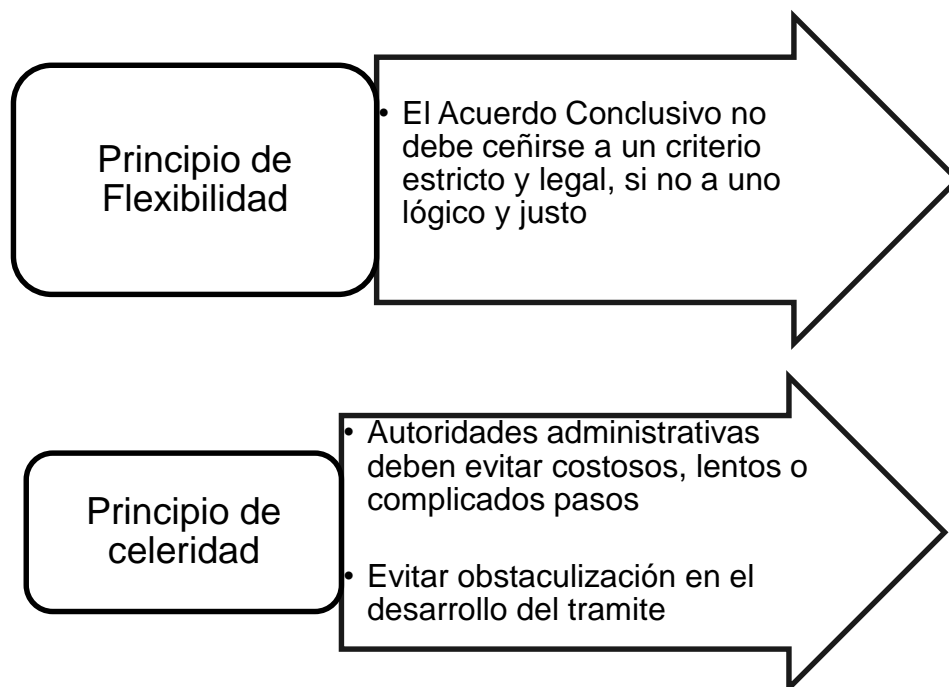 Principio de
Flexibilidad
• El Acuerdo Conclusivo no
debe ceñirse a un criterio
estricto y legal, si no a uno
lógico y justo
Principio de
celeridad
• Autoridades administrativas
deben evitar costosos, lentos o
complicados pasos
• Evitar obstaculización en el
desarrollo del tramite